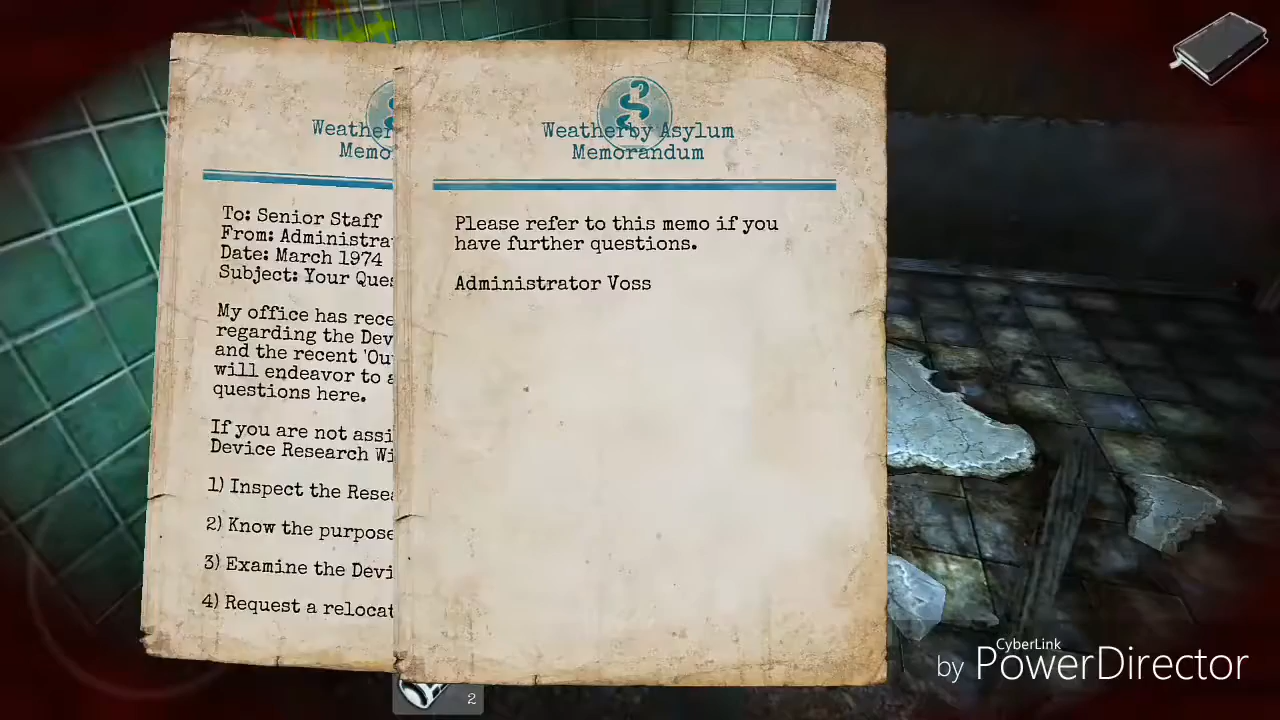 Weather
Memo
To: Senior Staff
From: Administra
Date: March 1974
Subject: Your Ques
My office has rece
regarding the Dev
and the recent 'Ou
will endeavor to a
questions here.
If you are not assi
Device Research Wi
1) Inspect the Resea
2) Know the purpose
3) Examine the Devi
4) Request a relocat
Weatherby Asylum
Memorandum
Please refer to this memo if you
have further questions.
Administrator Voss
2
CyberLink
by PowerDirector